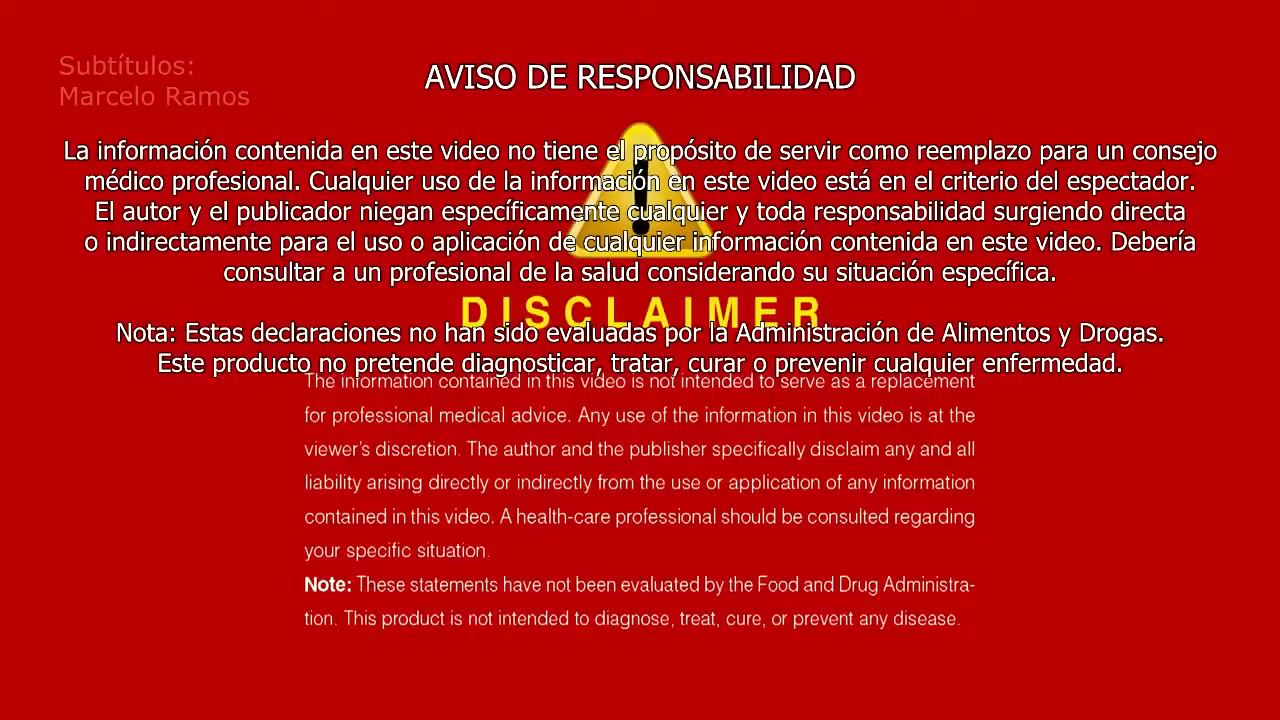 Subtítulos:
Marcelo Ramos
AVISO DE RESPONSABILIDAD
La información contenida en este video no tiene el propósito de servir como reemplazo para un consejo
médico profesional. Cualquier uso de la información en este video está en el criterio del espectador.
El autor y el publicador niegan específicamente cualquier y toda responsabilidad surgiendo directa
o indirectamente para el uso o aplicación de cualquier información contenida en este video. Debería
consultar a un profesional de la salud considerando su situación específica.
DISCLAIMER
Nota: Estas declaraciones no han sido evaluadas por la Administración de Alimentos y Drogas.
Este producto no pretende diagnosticar, tratar, curar o prevenir cualquier enfermedad.
The information contained in this video is not intended to serve as a replacement
for professional medical advice. Any use of the information in this video is at the
viewer's discretion. The author and the publisher specifically disclaim any and all
liability arising directly or indirectly from the use or application of any information
contained in this video. A health-care professional should be consulted regarding
your specific situation.
Note: These statements have not been evaluated by the Food and Drug Administra-
tion. This product is not intended to diagnose, treat, cure, or prevent any disease.